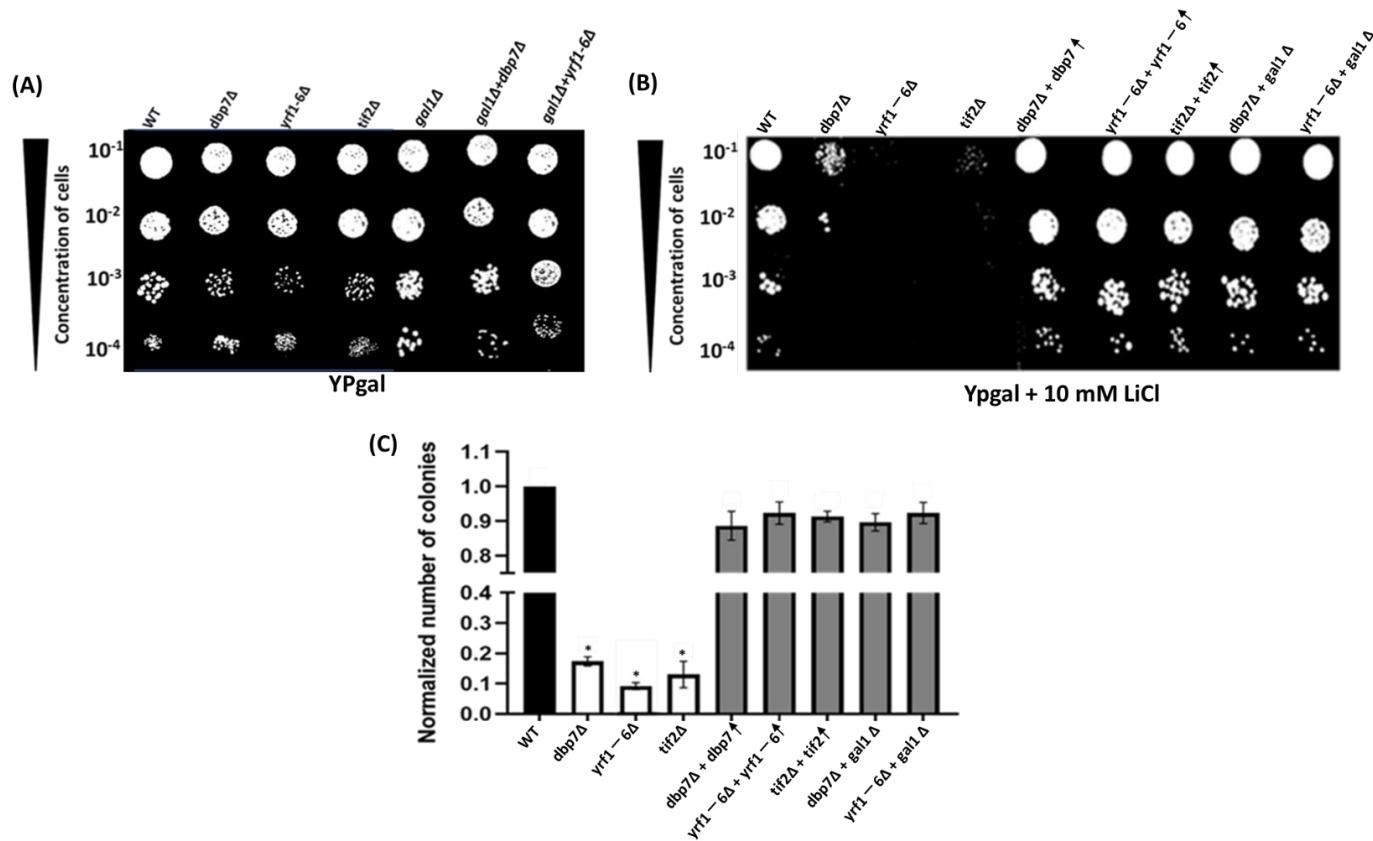 (A)
WT
dbp7Δ
yrf1-6Δ
tif2Δ
gal1Δ
gal1Δ+dbp7Δ
gal1Δ+yrf1-6Δ
Concentration of cells
10-1
10-2
10-3
10-4
YPgal
(B)
WT
dbp7Δ
yrf1－6Δ
tif2Δ
dbp7Δ + dbp7↑
yrf1－6Δ + yrf1－6↑
tif2Δ + tif2↑
dbp7Δ + gal1 Δ
yrf1－6Δ + gal1 Δ
Concentration of cells
10-1
10-2
10-3
10-4
Ypgal + 10 mM LiCl
(C)
Normalized number of colonies
1.1
1.0
0.9
0.8
0.4
0.3
0.2
0.1
0.0
* * *
WT
dbp7Δ
yrf1－6Δ
tif2Δ
dbp7Δ + dbp7↑
yrf1－6Δ + yrf1－6↑
tif2Δ + tif2↑
dbp7Δ + gal1 Δ
yrf1－6Δ + gal1 Δ